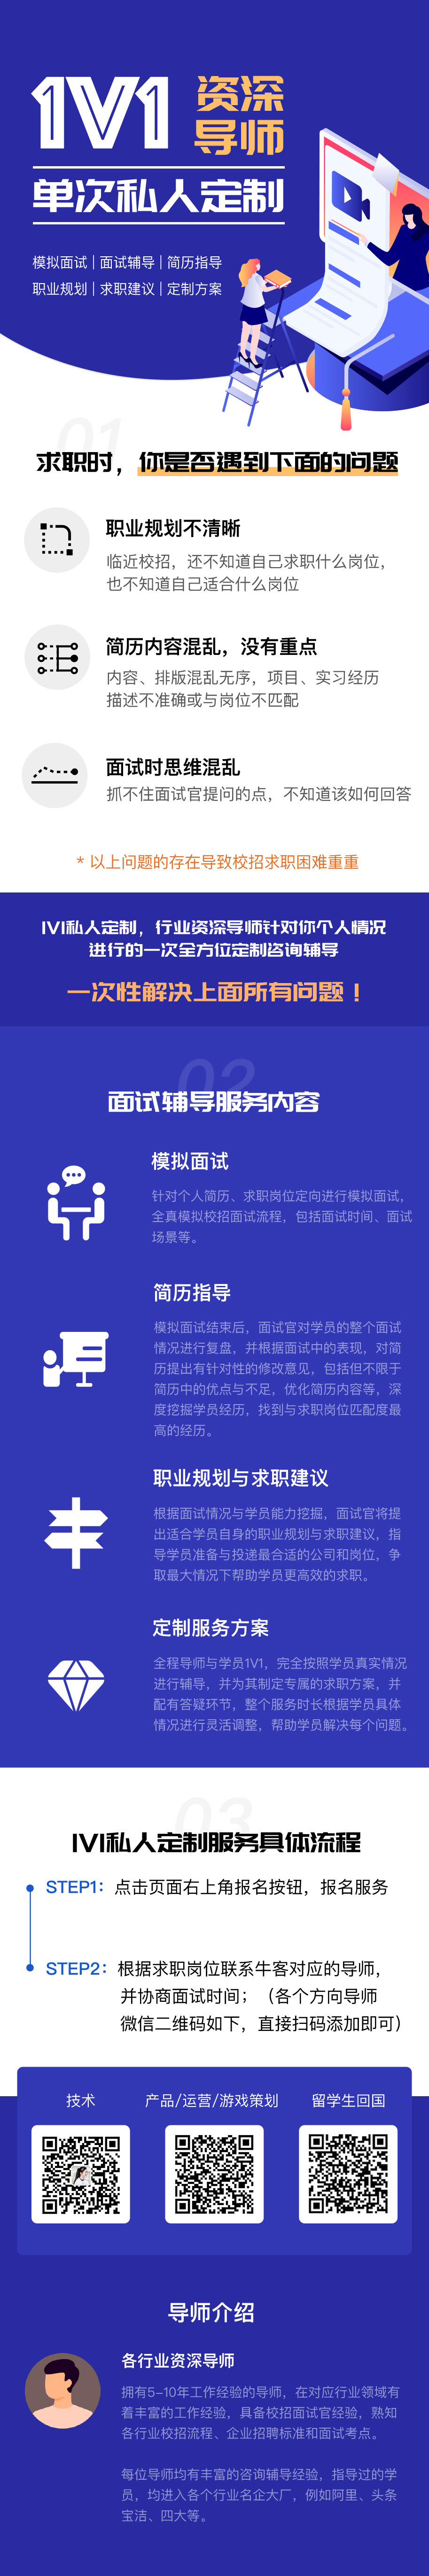 1V1 资深
导师
单次私人定制
模拟面试 | 面试辅导 | 简历指导
职业规划 | 求职建议 | 定制方案
01
求职时，你是否遇到下面的问题
职业规划不清晰
临近校招，还不知道自己求职什么岗位，
也不知道自己适合什么岗位
简历内容混乱，没有重点
内容、排版混乱无序，项目、实习经历
描述不准确或与岗位不匹配
面试时思维混乱
抓不住面试官提问的点，不知道该如何回答
* 以上问题的存在导致校招求职困难重重
1V1私人定制，行业资深导师针对你个人情况
进行的一次全方位定制咨询辅导
一次性解决上面所有问题！
02
面试辅导服务内容
模拟面试
针对个人简历、求职岗位定向进行模拟面试，
全真模拟校招面试流程，包括面试时间、面试
场景等。
简历指导
模拟面试结束后，面试官对学员的整个面试
情况进行复盘，并根据面试中的表现，对简
历提出有针对性的修改意见，包括但不限于
简历中的优点与不足，优化简历内容等，深
度挖掘学员经历，找到与求职岗位匹配度最
高的经历。
职业规划与求职建议
根据面试情况与学员能力挖掘，面试官将提
出适合学员自身的职业规划与求职建议，指
导学员准备与投递最合适的公司和岗位，争
取最大情况下帮助学员更高效的求职。
定制服务方案
全程导师与学员1V1，完全按照学员真实情况
进行辅导，并为其制定专属的求职方案，并
配有答疑环节，整个服务时长根据学员具体
情况进行灵活调整，帮助学员解决每个问题。
03
1V1私人定制服务具体流程
STEP1：点击页面右上角报名按钮，报名服务
STEP2：根据求职岗位联系牛客对应的导师，
并协商面试时间；（各个方向导师
微信二维码如下，直接扫码添加即可）
技术 产品/运营/游戏策划 留学生回国
导师介绍
各行业资深导师
拥有5-10年工作经验的导师，在对应行业领域有
着丰富的工作经验，具备校招面试官经验，熟知
各行业校招流程、企业招聘标准和面试考点。
每位导师均有丰富的咨询辅导经验，指导过的学
员，均进入各个行业名企大厂，例如阿里、头条
宝洁、四大等。